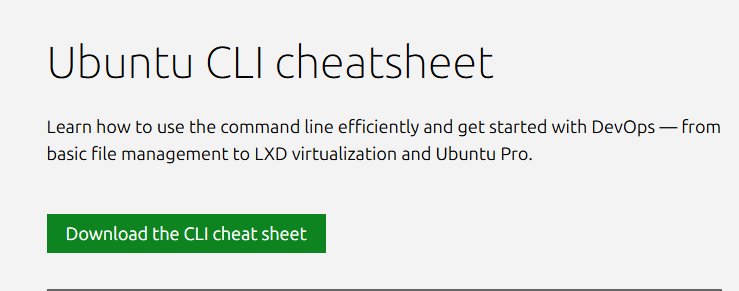 Ubuntu CLI cheatsheet
Learn how to use the command line efficiently and get started with DevOps — from
basic file management to LXD virtualization and Ubuntu Pro.
Download the CLI cheat sheet